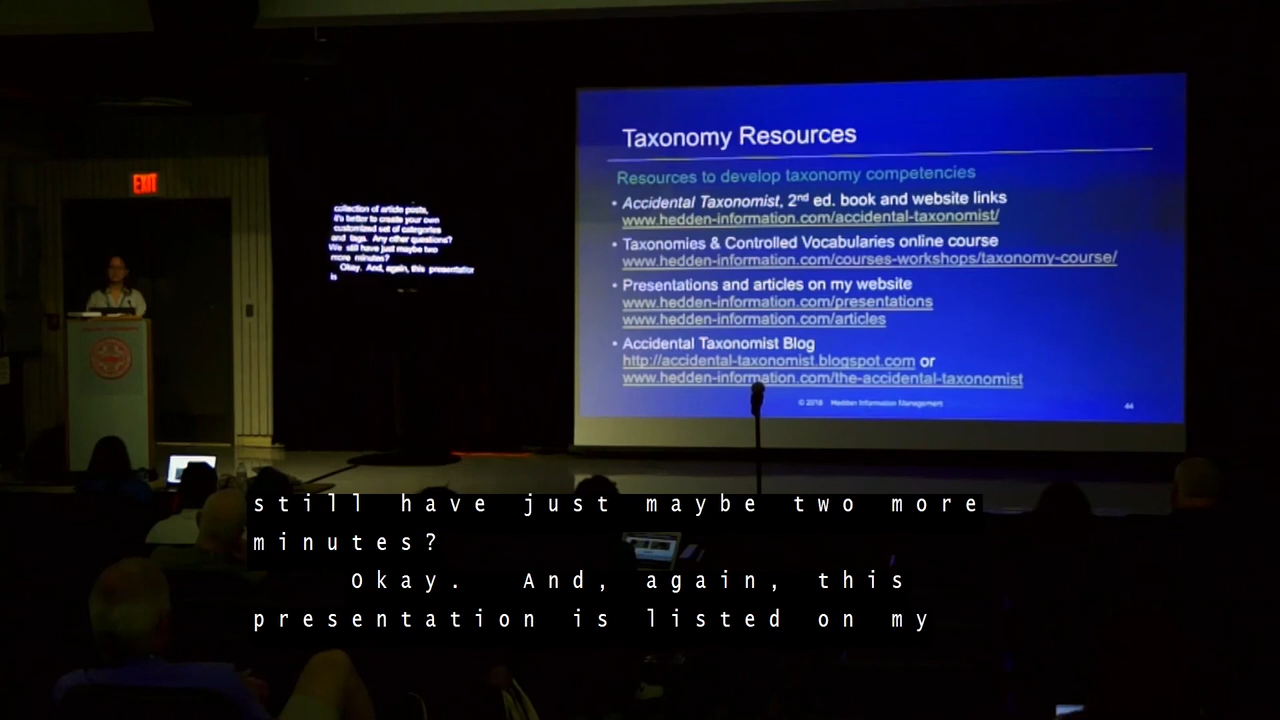 EXIT
collection of article posts,
it's better to create your own
customized set of categories
and tags. Any other questions?
We still have just maybe two
more minutes?
Okay. And, again, this presentation
is
Taxonomy Resources
Resources to develop taxonomy competencies
• Accidental Taxonomist, 2nd ed. book and website links
www.hedden-information.com/accidental-taxonomist/
• Taxonomies & Controlled Vocabularies online course
www.hedden-information.com/courses-workshops/taxonomy-course/
• Presentations and articles on my website
www.hedden-information.com/presentations
www.hedden-information.com/articles
• Accidental Taxonomist Blog
http://accidental-taxonomist.blogspot.com or
www.hedden-information.com/the-accidental-taxonomist
© 2018 Hedden Information Management
44
still have just maybe two more
minutes?
Okay. And, again, this
presentation is listed on my